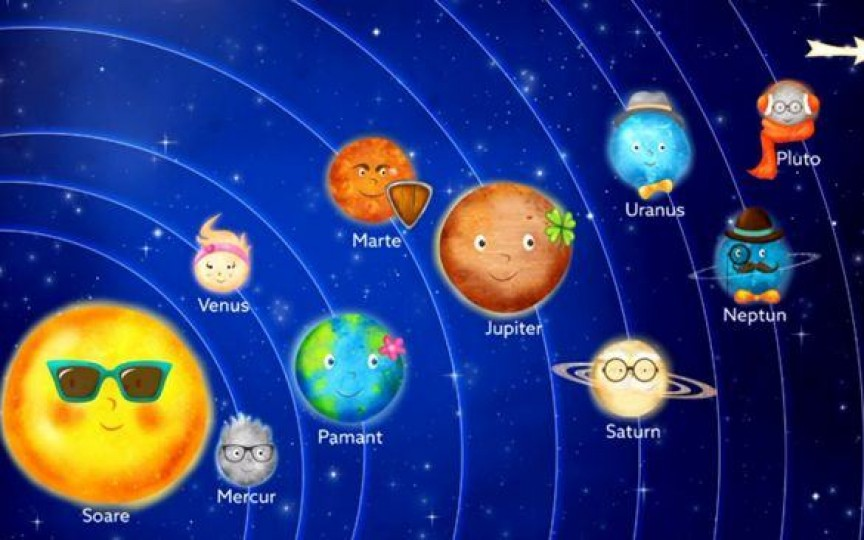 Pluto
Uranus
Marte
Venus
Neptun
Jupiter
Saturn
Pamant
Mercur
Soare